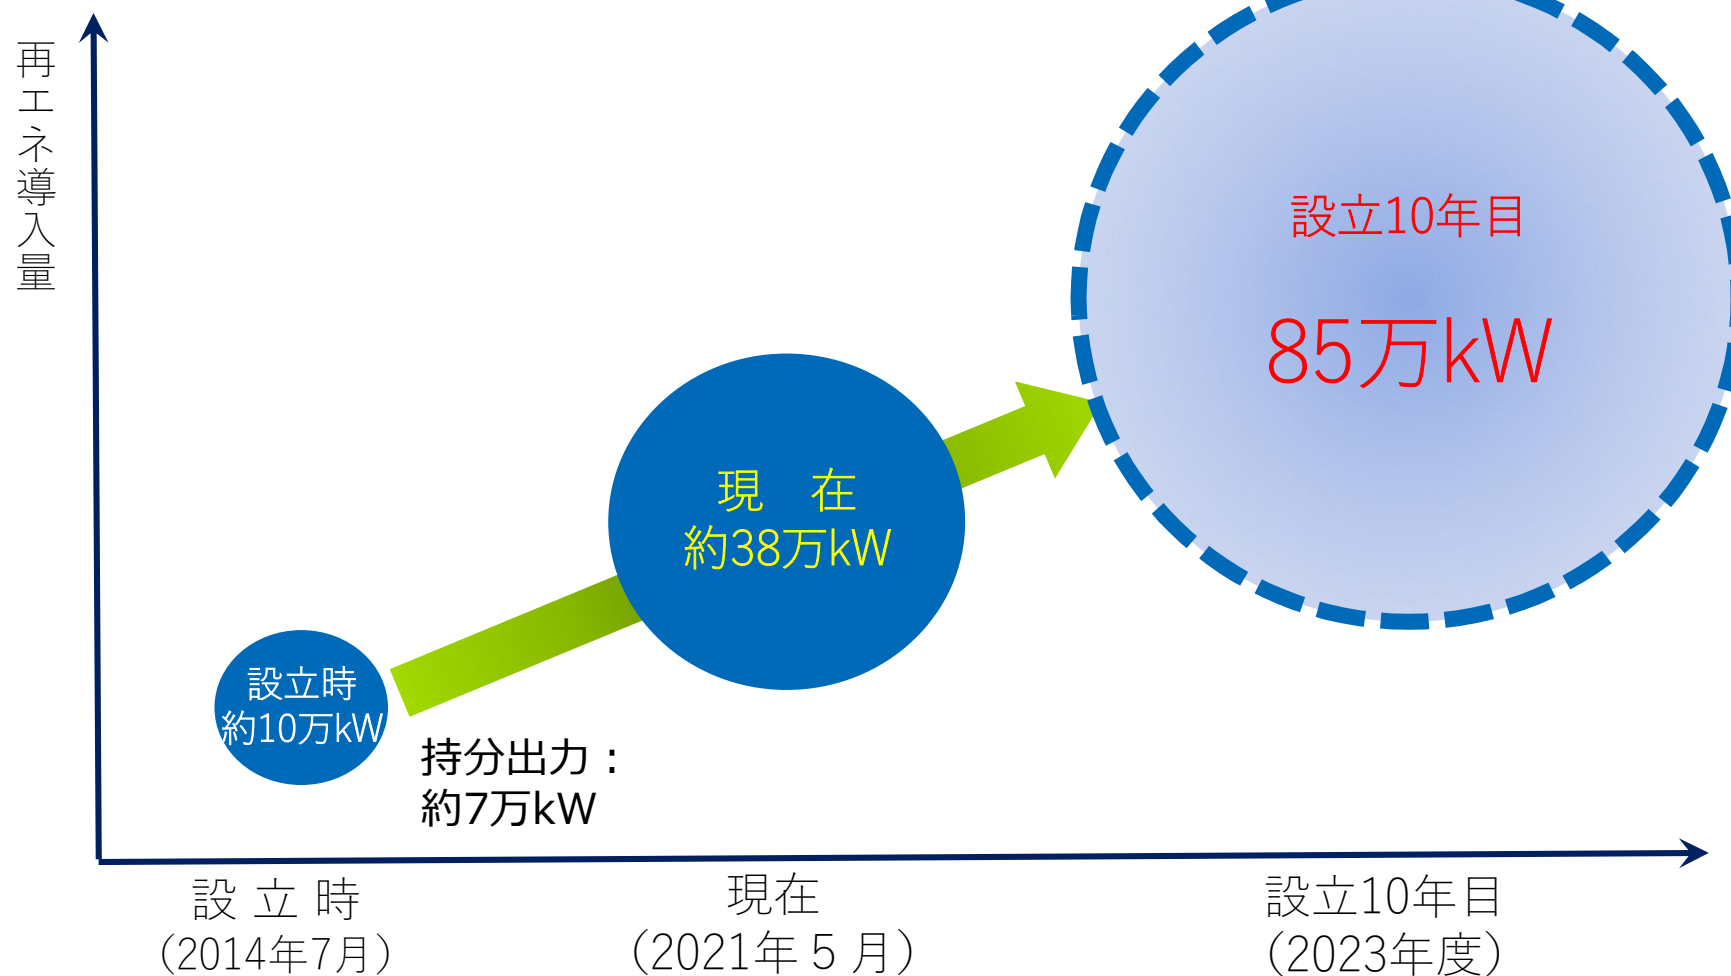 再エネ導入量
設立10年目
85万kW
現　在
約38万kW
設立時
約10万kW
持分出力：
約7万kW
設 立 時
（2014年7月）
現在
（2021年５月）
設立10年目
（2023年度）